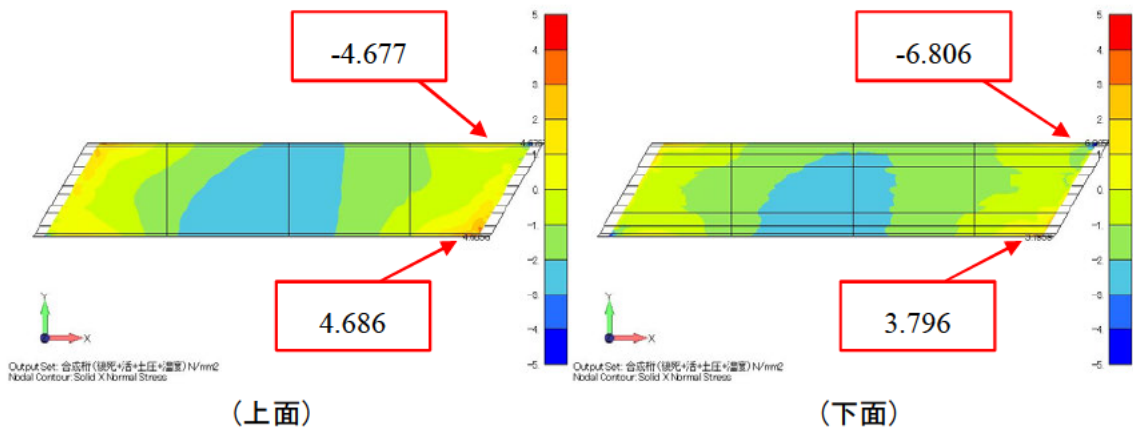 -4.677
-6.806
5.
4.
3.
2.
1.
0.
-1.
-2.
-3.
-4.
-5.
5.
4.
3.
2.
1.
0.
-1.
-2.
-3.
-4.
-5.
4.686
3.796
Y
X
Y
X
Output Set: 合成桁(後死+活+土圧+温度) N/mm2
Nodal Contour: Solid X Normal Stress
Output Set: 合成桁(後死+活+土圧+温度) N/mm2
Nodal Contour: Solid X Normal Stress
(上面)
(下面)